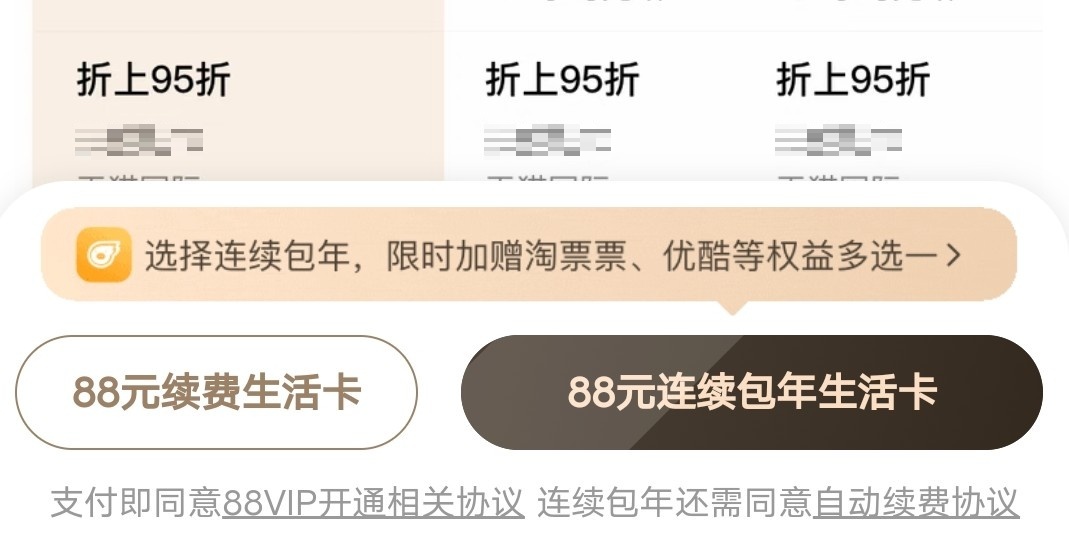 折上95折 折上95折 折上95折
选择连续包年，限时加赠淘票票、优酷等权益多选一
88元续费生活卡 88元连续包年生活卡
支付即同意88VIP开通相关协议 连续包年还需同意自动续费协议